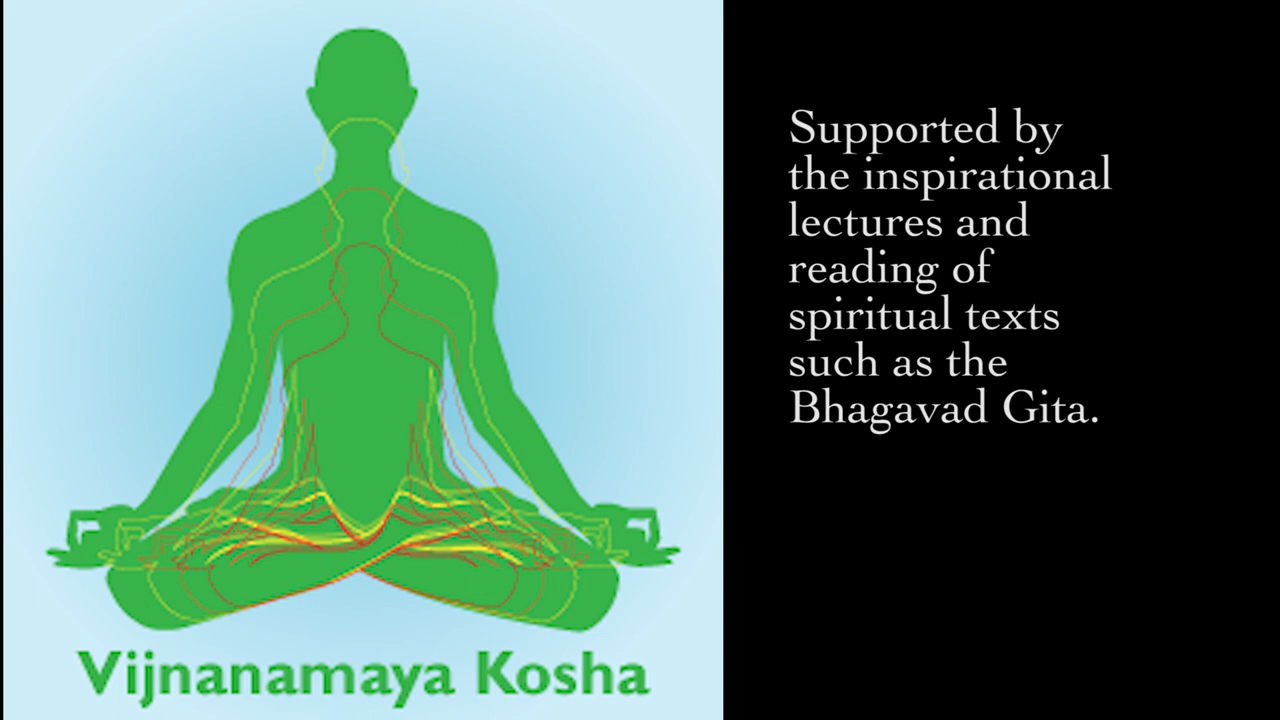 Supported by
the inspirational
lectures and
reading of
spiritual texts
such as the
Bhagavad Gita.
Vijnanamaya Kosha